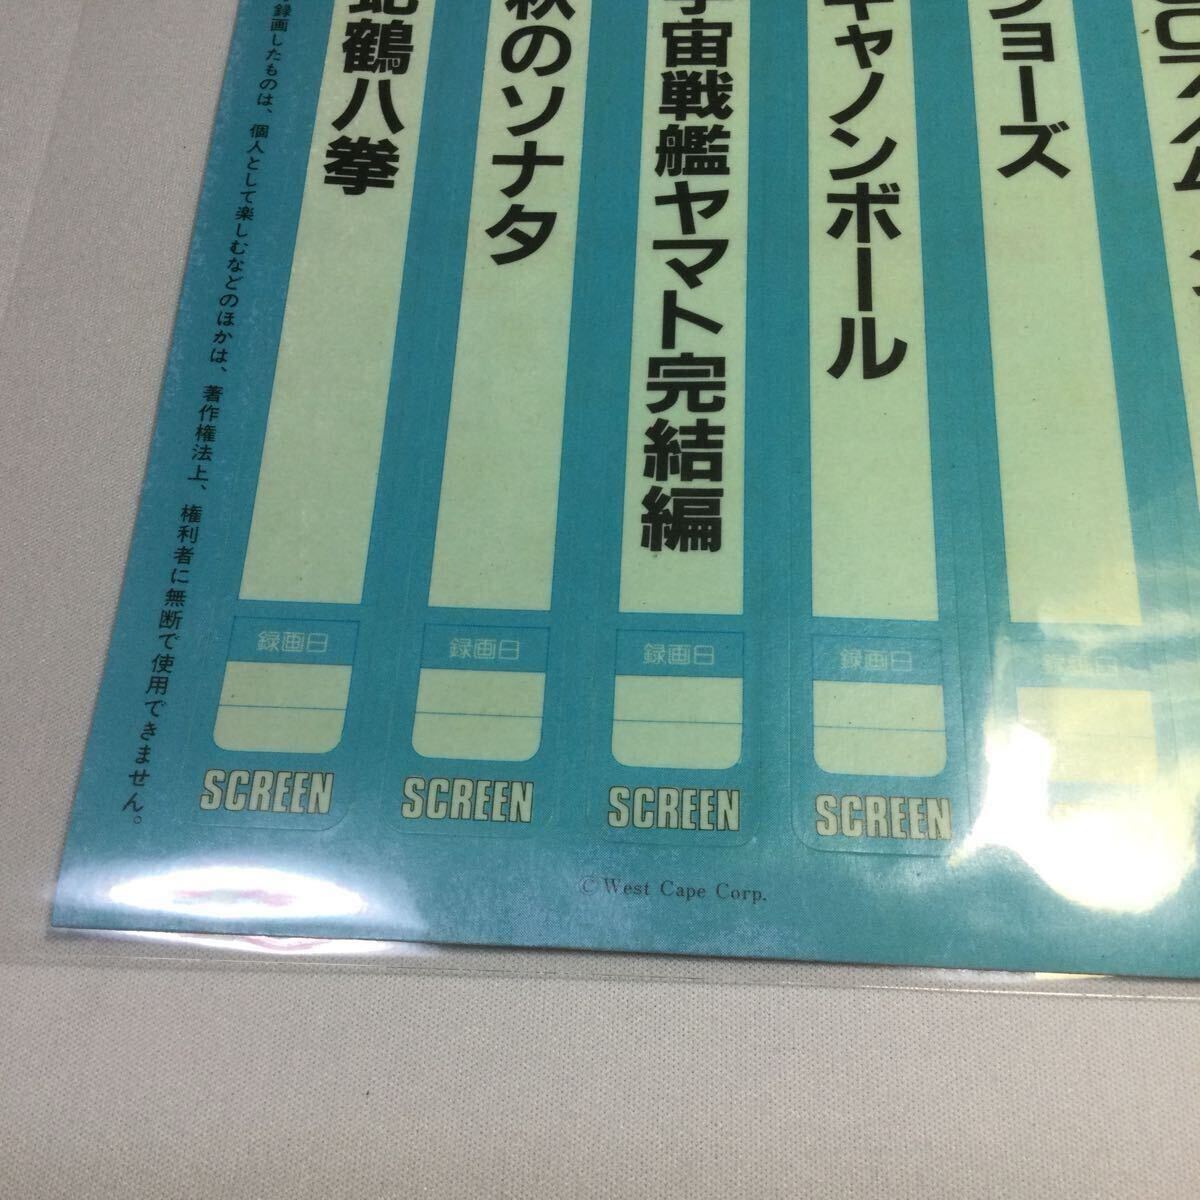 録画したものは、個人として楽しむなどのほかは、著作権法上、権利者に無断で使用できません。
鶴八拳
秋のソナタ
宇宙戦艦ヤマト完結編
キャノンボール
ョーズ
録画日
録画日
録画日
録画日
録画日
SCREEN
SCREEN
SCREEN
SCREEN
© West Cape Corp.